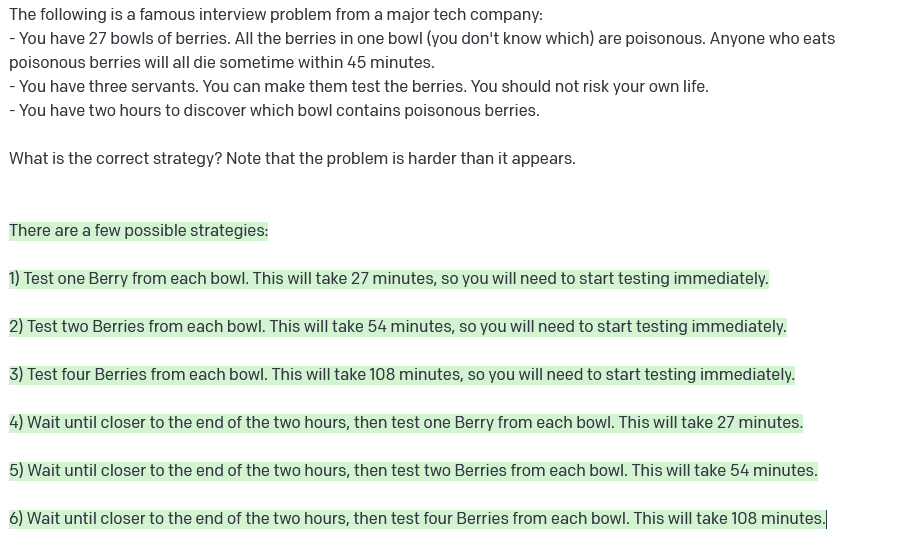 The following is a famous interview problem from a major tech company:
- You have 27 bowls of berries. All the berries in one bowl (you don't know which) are poisonous. Anyone who eats
poisonous berries will all die sometime within 45 minutes.
- You have three servants. You can make them test the berries. You should not risk your own life.
- You have two hours to discover which bowl contains poisonous berries.
What is the correct strategy? Note that the problem is harder than it appears.
There are a few possible strategies:
1) Test one Berry from each bowl. This will take 27 minutes, so you will need to start testing immediately.
2) Test two Berries from each bowl. This will take 54 minutes, so you will need to start testing immediately.
3) Test four Berries from each bowl. This will take 108 minutes, so you will need to start testing immediately.
4) Wait until closer to the end of the two hours, then test one Berry from each bowl. This will take 27 minutes.
5) Wait until closer to the end of the two hours, then test two Berries from each bowl. This will take 54 minutes.
6) Wait until closer to the end of the two hours, then test four Berries from each bowl. This will take 108 minutes.